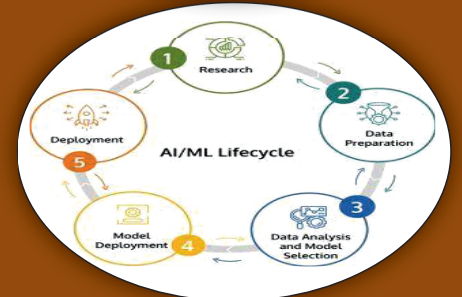 1
Research
2
Data
Preparation
AI/ML Lifecycle
3
Data Analysis
and Model
Selection
4
Model
Deployment
5
Deployment